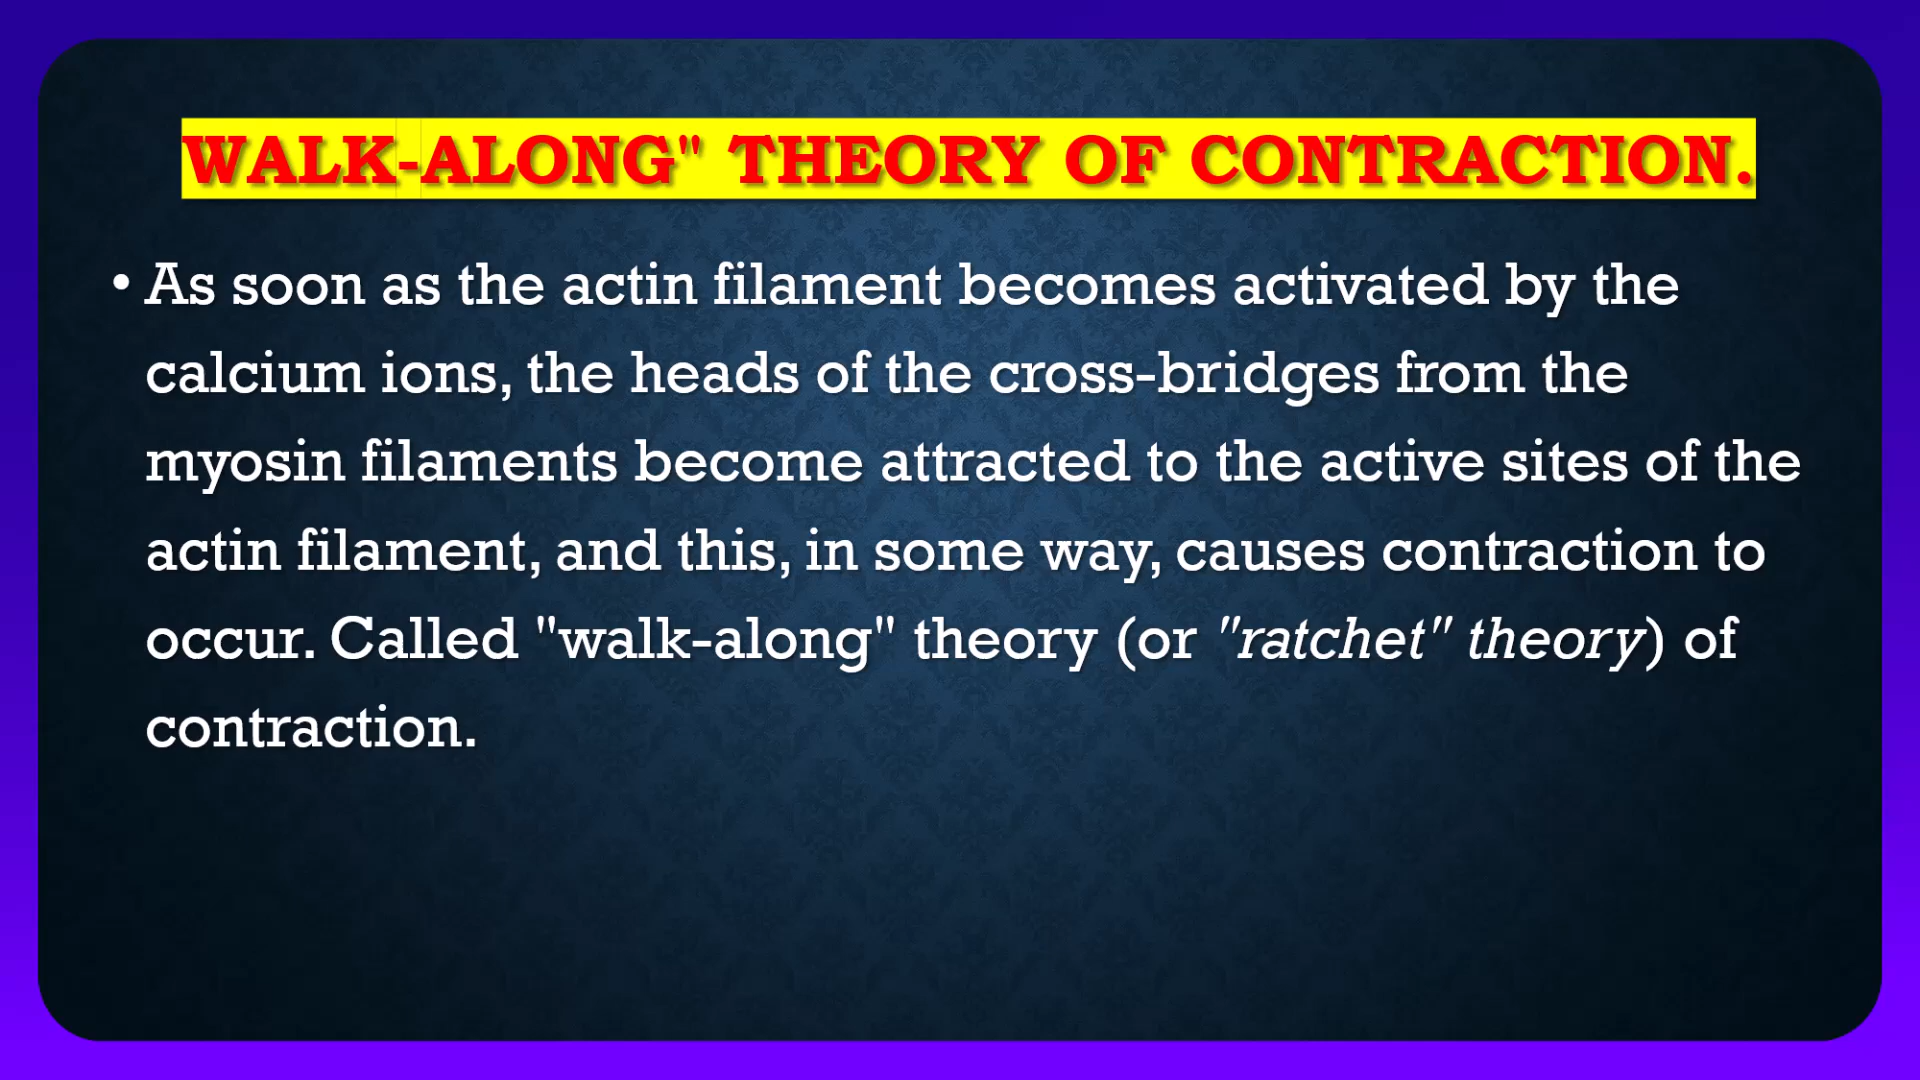 WALK-ALONG" THEORY OF CONTRACTION.
• As soon as the actin filament becomes activated by the
calcium ions, the heads of the cross-bridges from the
myosin filaments become attracted to the active sites of the
actin filament, and this, in some way, causes contraction to
occur. Called "walk-along" theory (or "ratchet" theory) of
contraction.